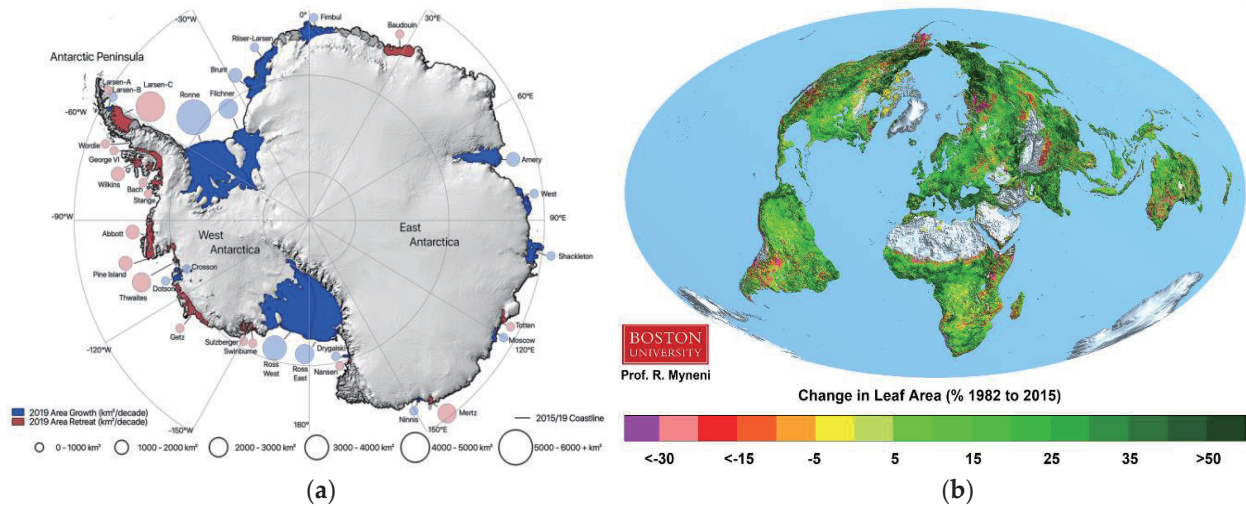 -30°W
0°
Fimbul
30°E
Riiser-Larsen
Baudouin
Antarctic Peninsula
Brunt
Larsen-A
Larsen-B
Larsen-C
Ronne
Filchner
60°E
-60°W
Wordie
George VI
Wilkins
Bach
Stange
Amery
West
-90°W
90°E
Abbott
West
Antarctica
East
Antarctica
Shackleton
Pine Island
Crosson
Thwaites
Dotson
Getz
Totten
Moscow
120°E
-120°W
Sulzberger
Swinburne
Drygalski
Ross
West
Ross
East
Nansen
2019 Area Growth (km²/decade)
2019 Area Retreat (km²/decade)
Ninnis
Mertz
2015/19 Coastline
-150°W
180°
150°E
0 - 1000 km²
1000 - 2000 km²
2000 - 3000 km²
3000 - 4000 km²
4000 - 5000 km²
5000 - 6000 + km²
(a)
BOSTON
UNIVERSITY
Prof. R. Myneni
Change in Leaf Area (% 1982 to 2015)
<-30 <-15 -5 5 15 25 35 >50
(b)